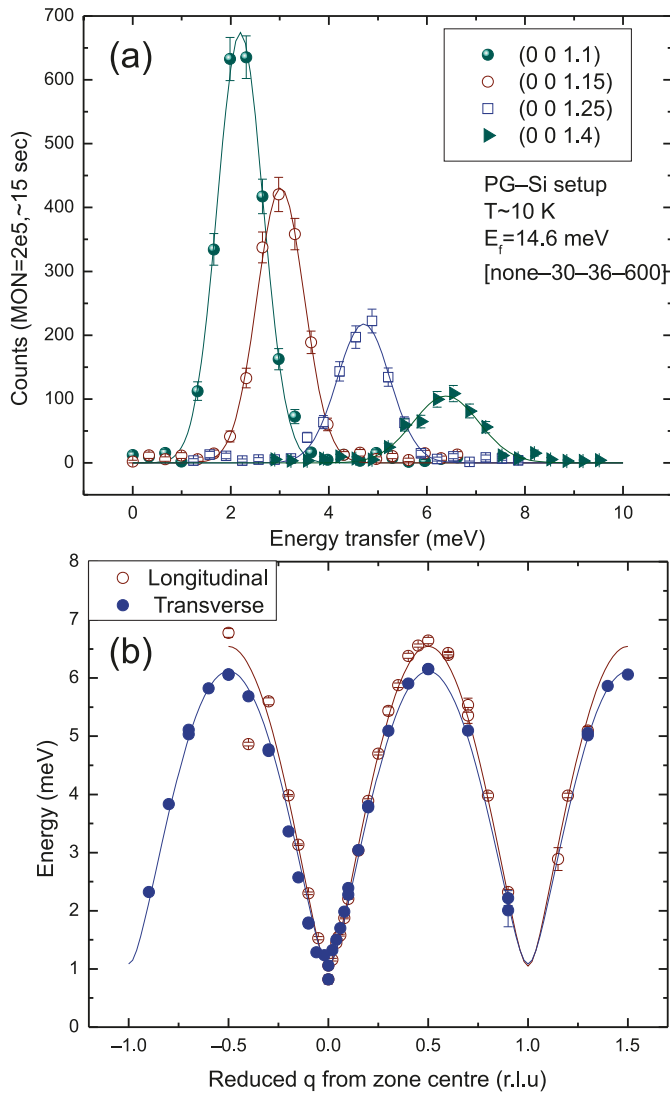 700
600
500
400
300
200
100
0
Counts (MON=2e5,~15 sec)
(a)
(0 0 1.1)
(0 0 1.15)
(0 0 1.25)
(0 0 1.4)
PG–Si setup
T~10 K
E_f=14.6 meV
[none–30–36–600]
0 2 4 6 8 10
Energy transfer (meV)
8
7
6
5
4
3
2
1
0
Energy (meV)
Longitudinal
Transverse
(b)
–1.0 –0.5 0.0 0.5 1.0 1.5
Reduced q from zone centre (r.l.u)